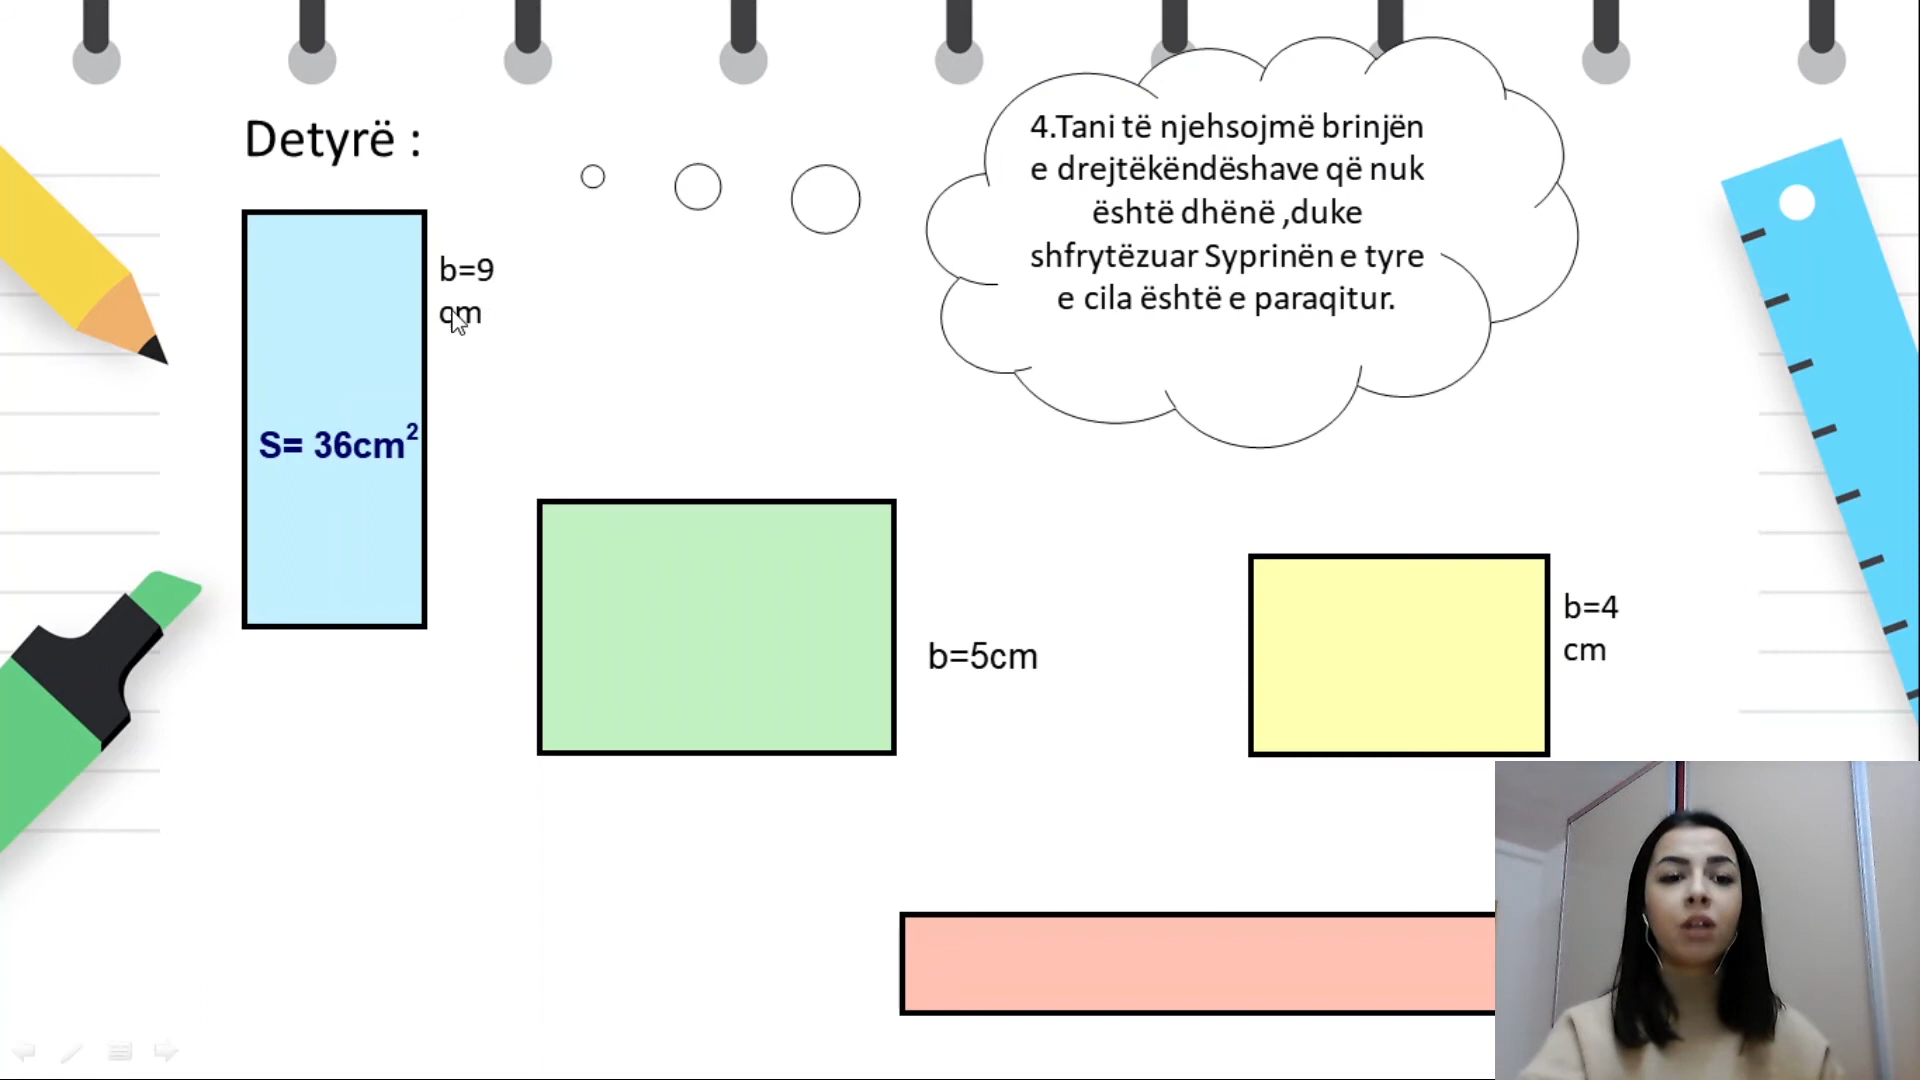 Detyrë :
4.Tani të njehsojmë brinjën
e drejtëkëndëshave që nuk
është dhënë ,duke
shfrytëzuar Syprinën e tyre
e cila është e paraqitur.
b=9
cm
S= 36cm²
b=5cm
b=4
cm